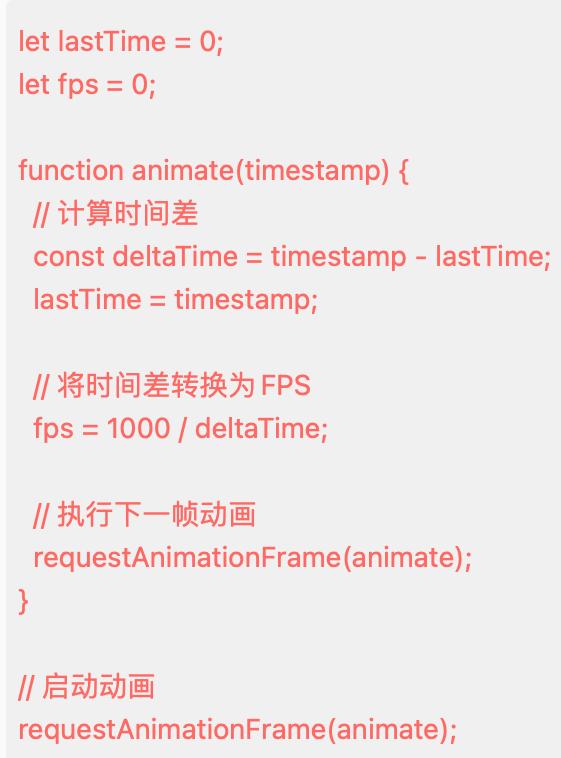 let lastTime = 0;
let fps = 0;
function animate(timestamp) {
// 计算时间差
const deltaTime = timestamp - lastTime;
lastTime = timestamp;
// 将时间差转换为 FPS
fps = 1000 / deltaTime;
// 执行下一帧动画
requestAnimationFrame(animate);
}
// 启动动画
requestAnimationFrame(animate);